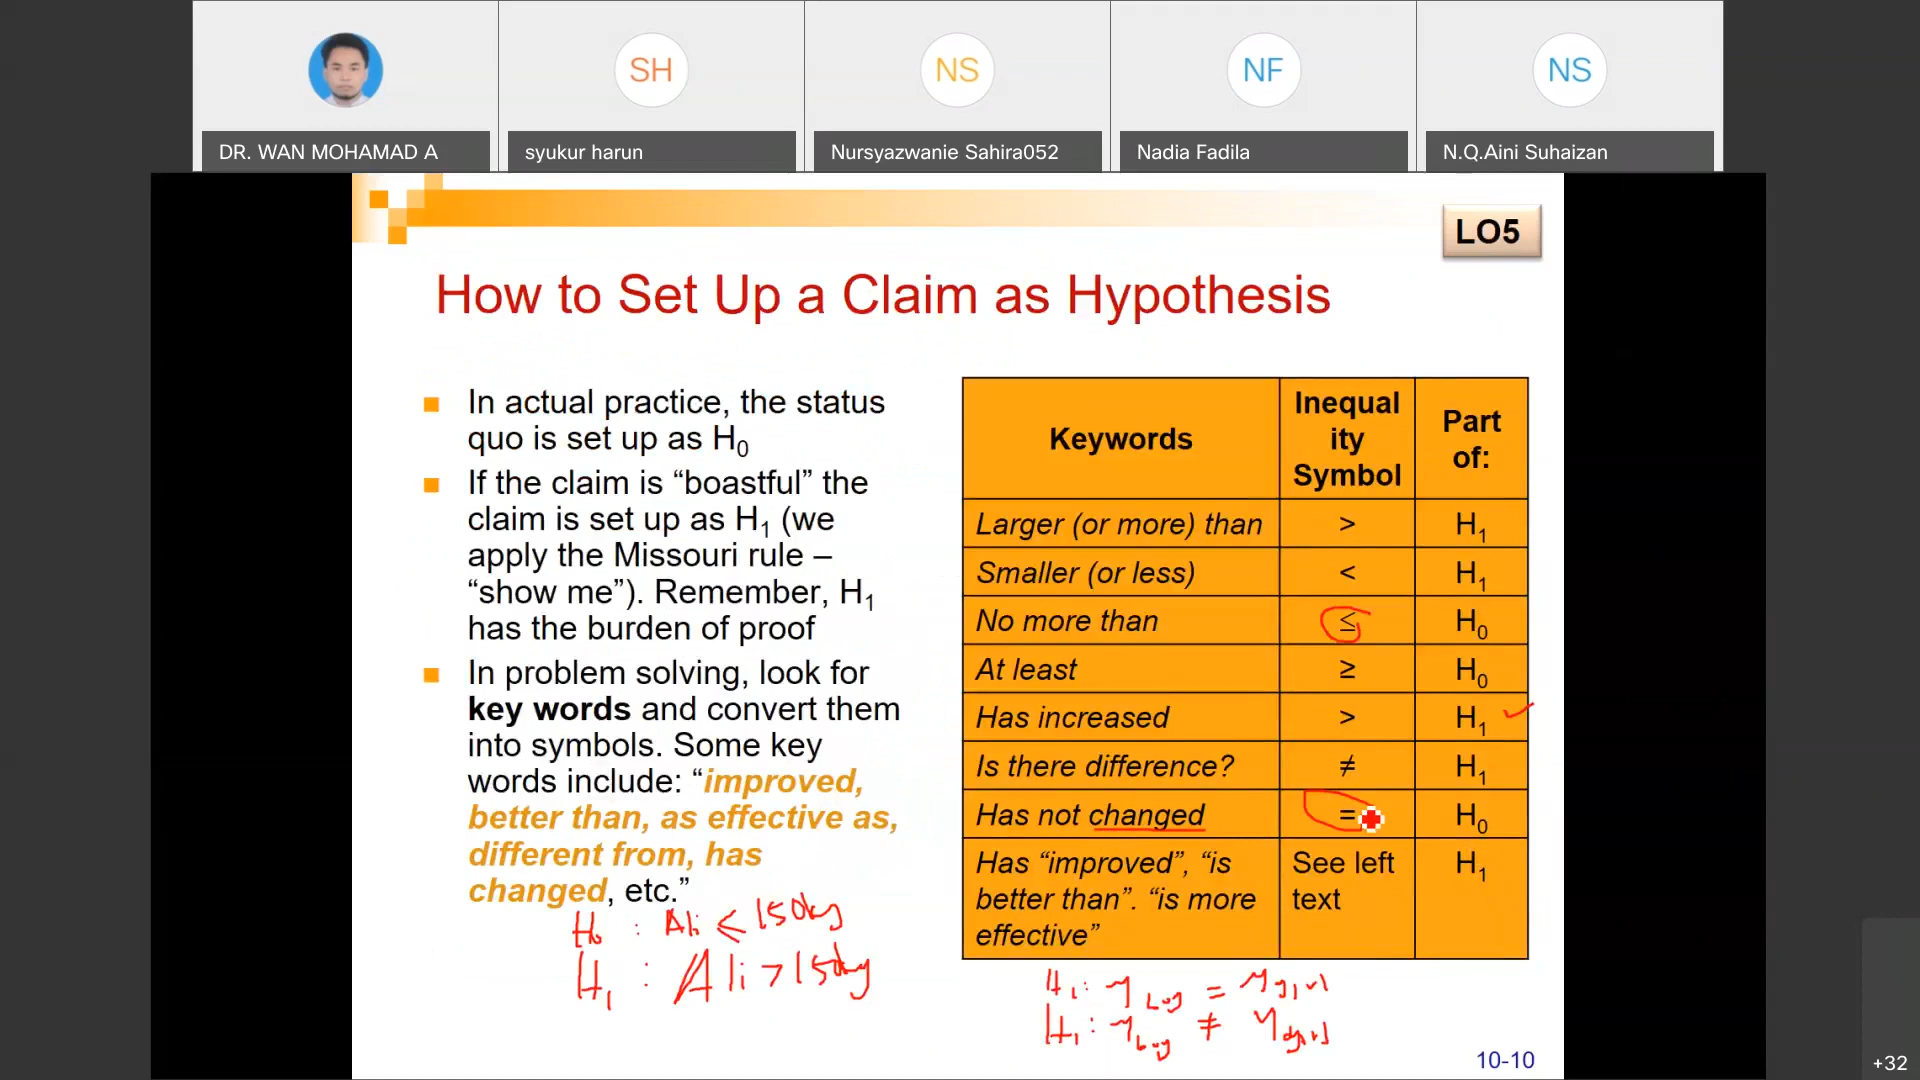 SH
NS
NF
NS
DR. WAN MOHAMAD A
syukur harun
Nursyazwanie Sahira052
Nadia Fadila
N.Q.Aini Suhaizan
LO5
How to Set Up a Claim as Hypothesis
In actual practice, the status
quo is set up as H0
If the claim is “boastful” the
claim is set up as H1 (we
apply the Missouri rule –
“show me”). Remember, H1
has the burden of proof
In problem solving, look for
key words and convert them
into symbols. Some key
words include: “improved,
better than, as effective as,
different from, has
changed, etc.”
H0 : Ali ≤ 150kg
H1 : Ali > 150kg
Keywords
Inequal
ity
Symbol
Part
of:
Larger (or more) than > H1
Smaller (or less) < H1
No more than ≤ H0
At least ≥ H0
Has increased > H1
Is there difference? ≠ H1
Has not changed = H0
Has “improved”, “is See left H1
better than”. “is more text
effective”
10-10
+32